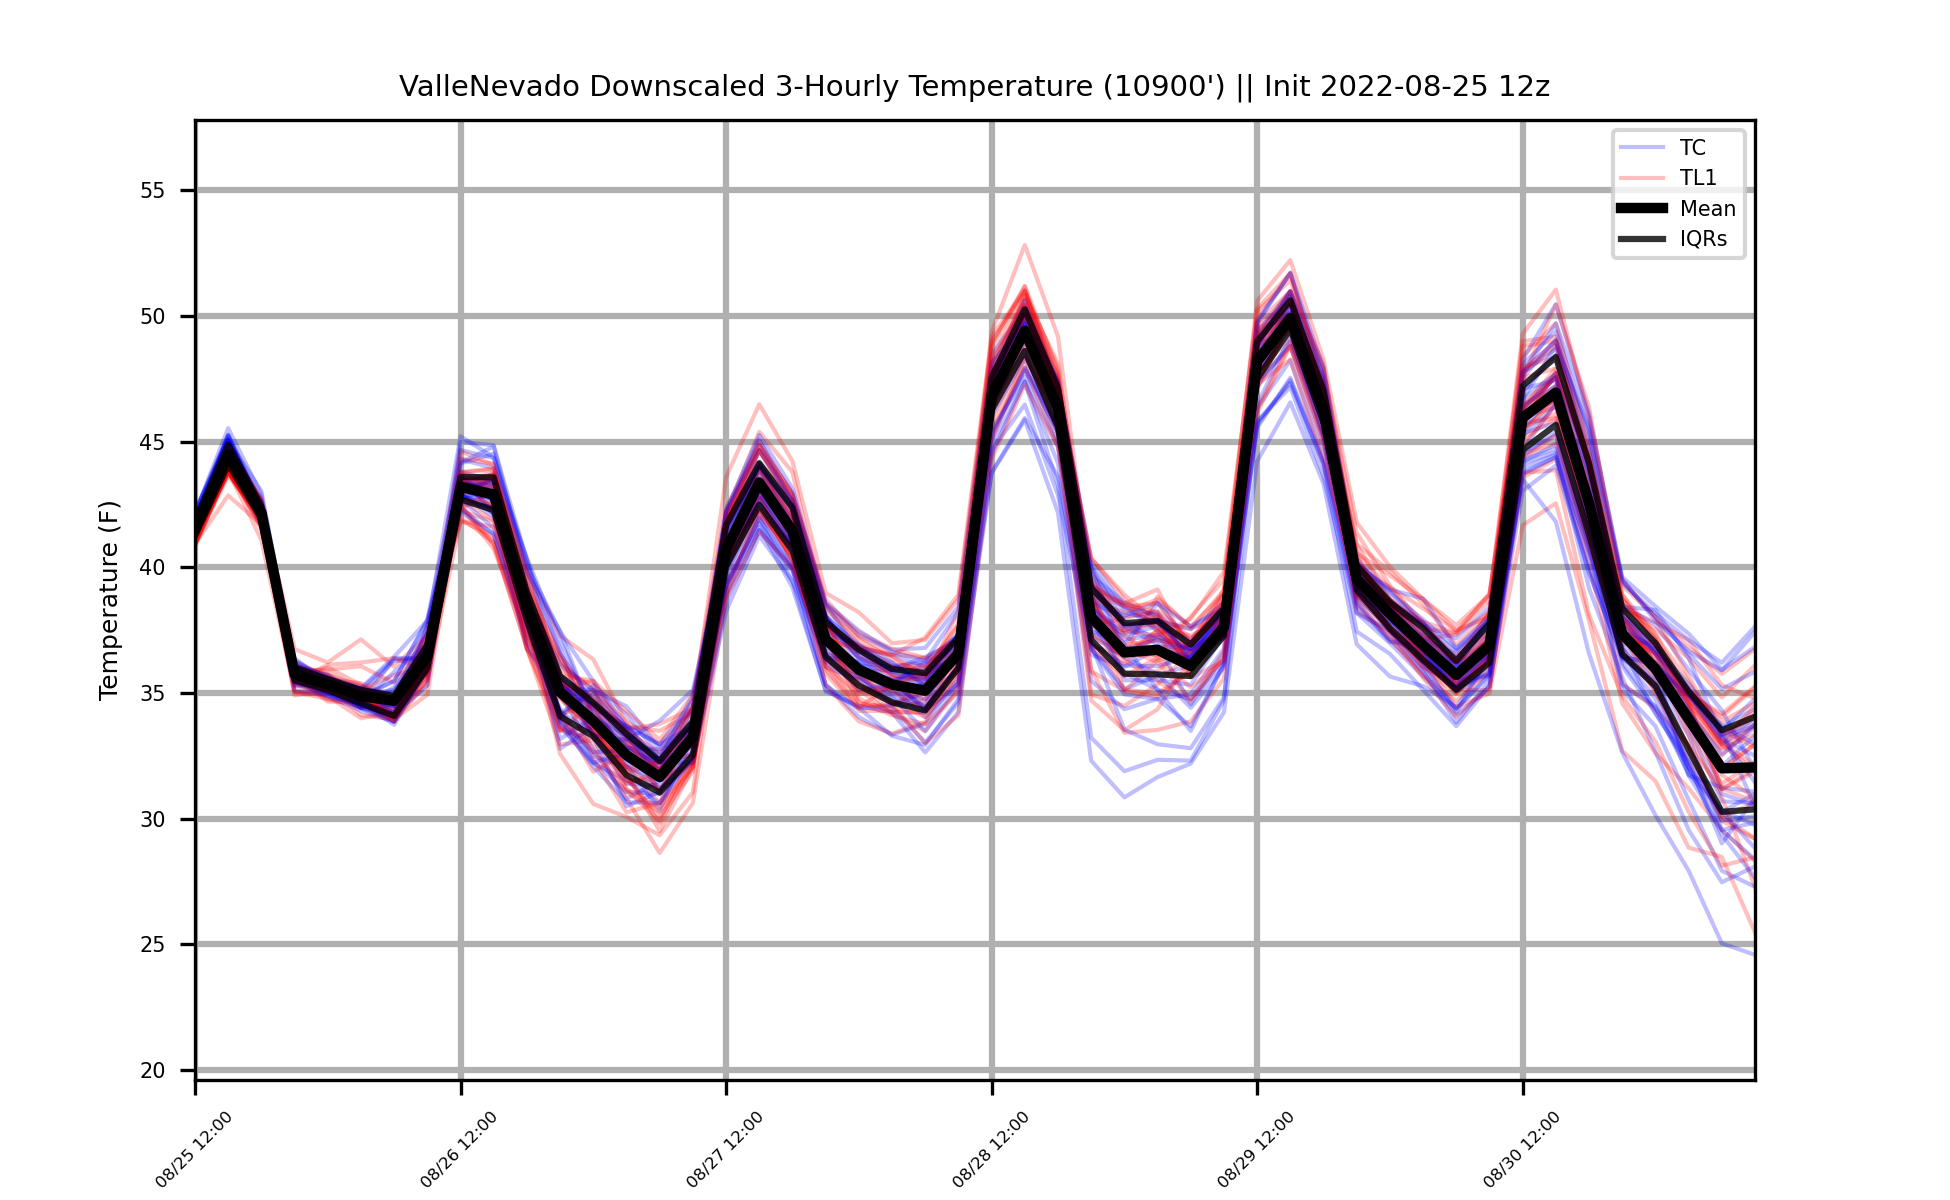 ValleNevado Downscaled 3-Hourly Temperature (10900') || Init 2022-08-25 12z
TC
TL1
Mean
IQRs
Temperature (F)
55
50
45
40
35
30
25
20
08/25 12:00
08/26 12:00
08/27 12:00
08/28 12:00
08/29 12:00
08/30 12:00